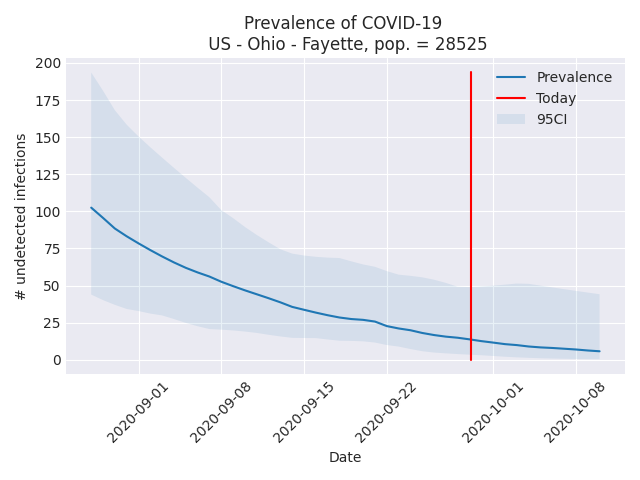 Prevalence of COVID-19
US - Ohio - Fayette, pop. = 28525
200
175
150
125
100
75
50
25
0
# undetected infections
Prevalence
Today
95CI
2020-09-01
2020-09-08
2020-09-15
2020-09-22
2020-10-01
2020-10-08
Date